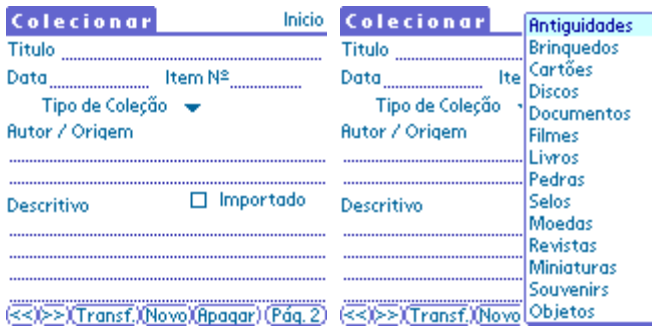 Colecionar Inicio
Titulo
Data Item Nº
Tipo de Coleção
Autor / Origem
Descritivo Importado
<< >> Transf. Novo Apagar Pág. 2
Colecionar
Titulo
Data Ite
Tipo de Coleção
Autor / Origem
Descritivo
<< >> Transf. Novo
Antiguidades
Brinquedos
Cartões
Discos
Documentos
Filmes
Livros
Pedras
Selos
Moedas
Revistas
Miniaturas
Souvenirs
Objetos